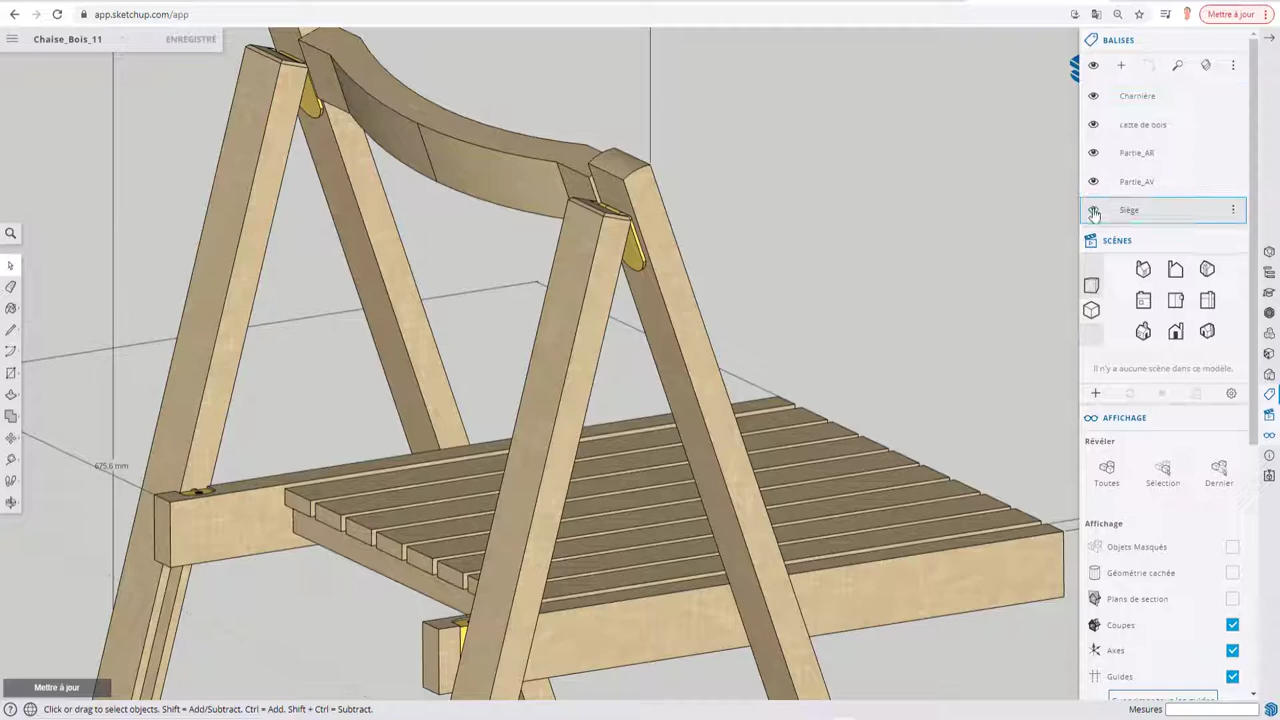 app.sketchup.com/app
Mettre à jour
Chaise_Bois_11
ENREGISTRÉ
BALISES
Charnière
Latte de bois
Partie_AR
Partie_AV
Siège
SCÈNES
Il n'y a aucune scène dans ce modèle.
AFFICHAGE
Révéler
Toutes
Sélection
Dernier
Affichage
Objets Masqués
Géométrie cachée
Plans de section
Coupes
Axes
Guides
675.6 mm
Mettre à jour
Click or drag to select objects. Shift = Add/Subtract. Ctrl = Add. Shift + Ctrl = Subtract.
Mesures